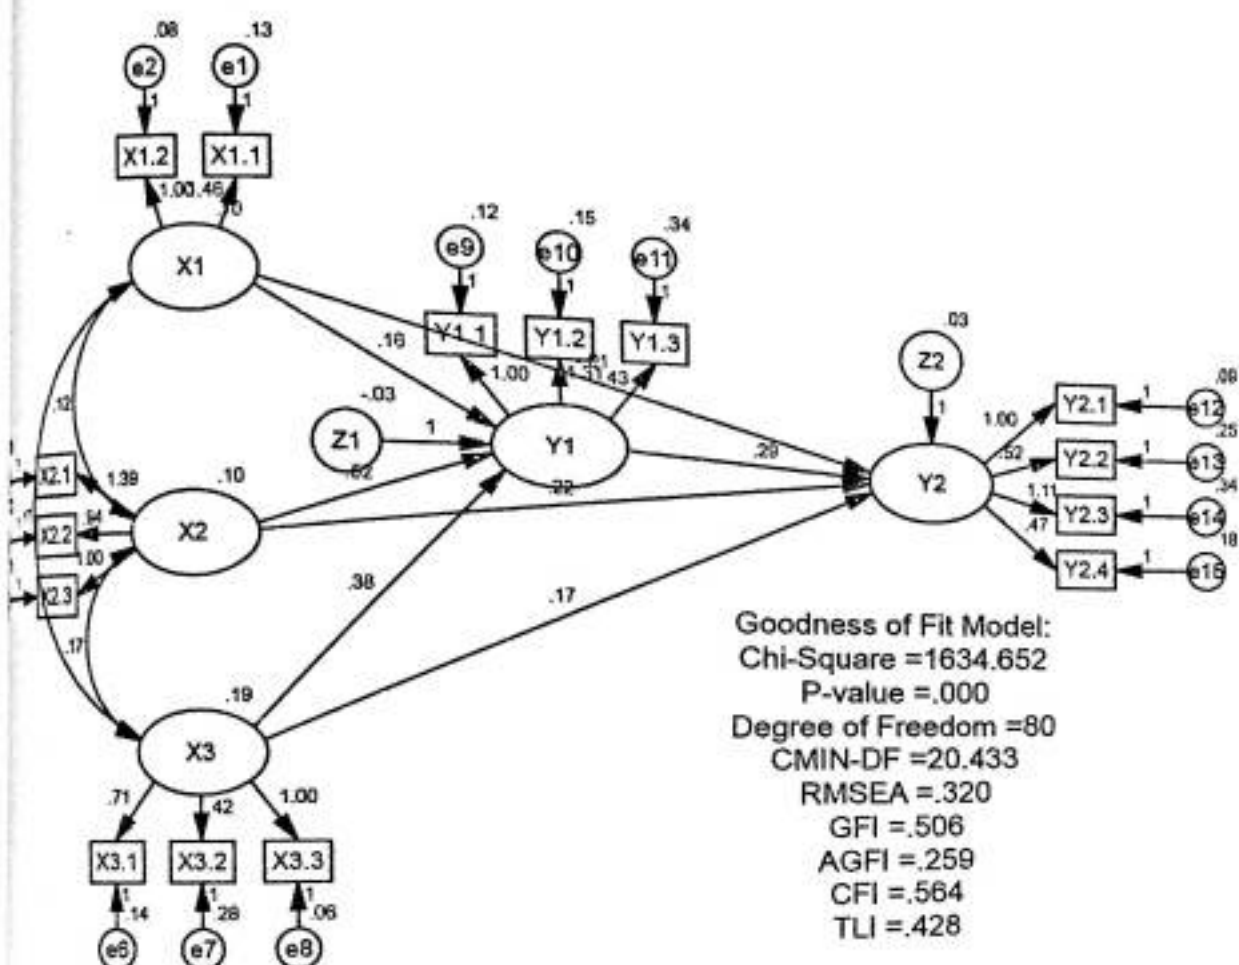 .08 .13
e2 e1
1 1
X1.2 X1.1
1.00
X1
.12 .15 .34
e9 e10 e11
1 1 1
Y1.1 Y1.2 Y1.3
.16
1.00 .43
-.03
Z1 1 Y1
.03
Z2
1
.29
.22
Y2
1.00 Y2.1 1 e12 .09
.52 Y2.2 1 e13 .25
1.11 Y2.3 1 e14
.47 Y2.4 1 e15 18
.12
X2.1 1.39 .10
X2.2 X2
X2.3 1.00
.17
.38
.17
.19
X3
.71 .42 1.00
X3.1 X3.2 X3.3
1 1 1
.14 .28 .06
e6 e7 e8
Goodness of Fit Model:
Chi-Square =1634.652
P-value =.000
Degree of Freedom =80
CMIN-DF =20.433
RMSEA =.320
GFI =.506
AGFI =.259
CFI =.564
TLI =.428